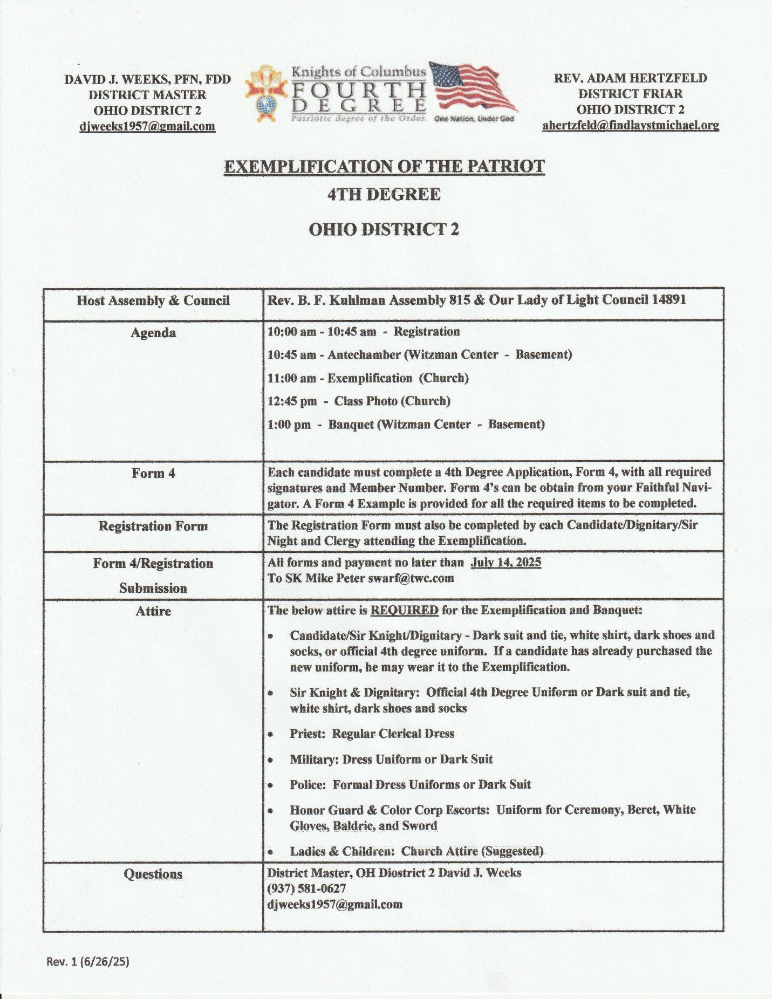 DAVID J. WEEKS, PFN, FDD
DISTRICT MASTER
OHIO DISTRICT 2
djweeks1957@gmail.com
Knights of Columbus
FOURTH
DEGREE
Patriotic degree of the Order.
One Nation, Under God
REV. ADAM HERTZFELD
DISTRICT FRIAR
OHIO DISTRICT 2
ahertzfeld@findlaystmichael.org
EXEMPLIFICATION OF THE PATRIOT
4TH DEGREE
OHIO DISTRICT 2
Host Assembly & Council
Rev. B. F. Kuhlman Assembly 815 & Our Lady of Light Council 14891
Agenda
10:00 am - 10:45 am - Registration
10:45 am - Antechamber (Witzman Center - Basement)
11:00 am - Exemplification (Church)
12:45 pm - Class Photo (Church)
1:00 pm - Banquet (Witzman Center - Basement)
Form 4
Each candidate must complete a 4th Degree Application, Form 4, with all required
signatures and Member Number. Form 4's can be obtain from your Faithful Navi-
gator. A Form 4 Example is provided for all the required items to be completed.
Registration Form
The Registration Form must also be completed by each Candidate/Dignitary/Sir
Night and Clergy attending the Exemplification.
Form 4/Registration
Submission
All forms and payment no later than July 14, 2025
To SK Mike Peter swarf@twc.com
Attire
The below attire is REQUIRED for the Exemplification and Banquet:
• Candidate/Sir Knight/Dignitary - Dark suit and tie, white shirt, dark shoes and
socks, or official 4th degree uniform. If a candidate has already purchased the
new uniform, he may wear it to the Exemplification.
• Sir Knight & Dignitary: Official 4th Degree Uniform or Dark suit and tie,
white shirt, dark shoes and socks
• Priest: Regular Clerical Dress
• Military: Dress Uniform or Dark Suit
• Police: Formal Dress Uniforms or Dark Suit
• Honor Guard & Color Corp Escorts: Uniform for Ceremony, Beret, White
Gloves, Baldric, and Sword
• Ladies & Children: Church Attire (Suggested)
Questions
District Master, OH Diostrict 2 David J. Weeks
(937) 581-0627
djweeks1957@gmail.com
Rev. 1 (6/26/25)